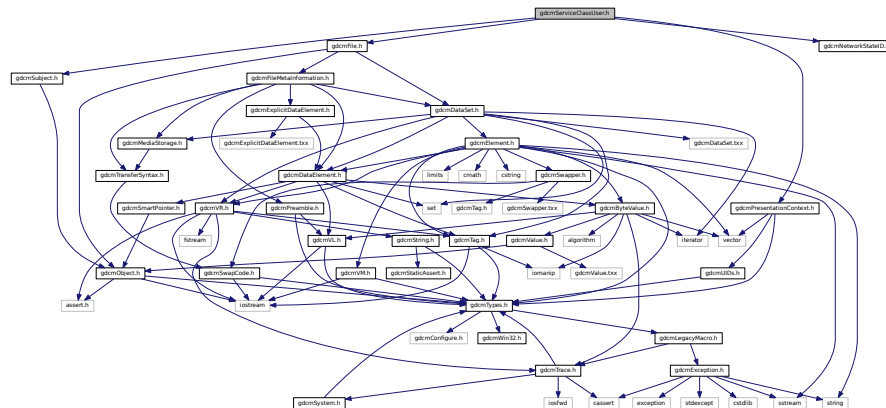 gdcmServiceClassUser.h
gdcmFile.h
gdcmNetworkStateID.
gdcmSubject.h
gdcmFileMetaInformation.h
gdcmExplicitDataElement.h
gdcmDataSet.h
gdcmMediaStorage.h
gdcmExplicitDataElement.txx
gdcmElement.h
gdcmDataSet.txx
gdcmTransferSyntax.h
gdcmDataElement.h
limits
cmath
cstring
gdcmSwapper.h
gdcmSmartPointer.h
gdcmVR.h
gdcmPreamble.h
set
gdcmTag.h
gdcmSwapper.txx
gdcmByteValue.h
gdcmPresentationContext.h
fstream
gdcmVL.h
gdcmString.h
gdcmTag.h
gdcmValue.h
algorithm
iterator
vector
gdcmObject.h
gdcmSwapCode.h
gdcmVM.h
gdcmStaticAssert.h
iomanip
gdcmValue.txx
gdcmUIDs.h
assert.h
iostream
gdcmTypes.h
gdcmConfigure.h
gdcmWin32.h
gdcmLegacyMacro.h
gdcmTrace.h
gdcmException.h
gdcmSystem.h
iosfwd
cassert
exception
stdexcept
cstdlib
sstream
string